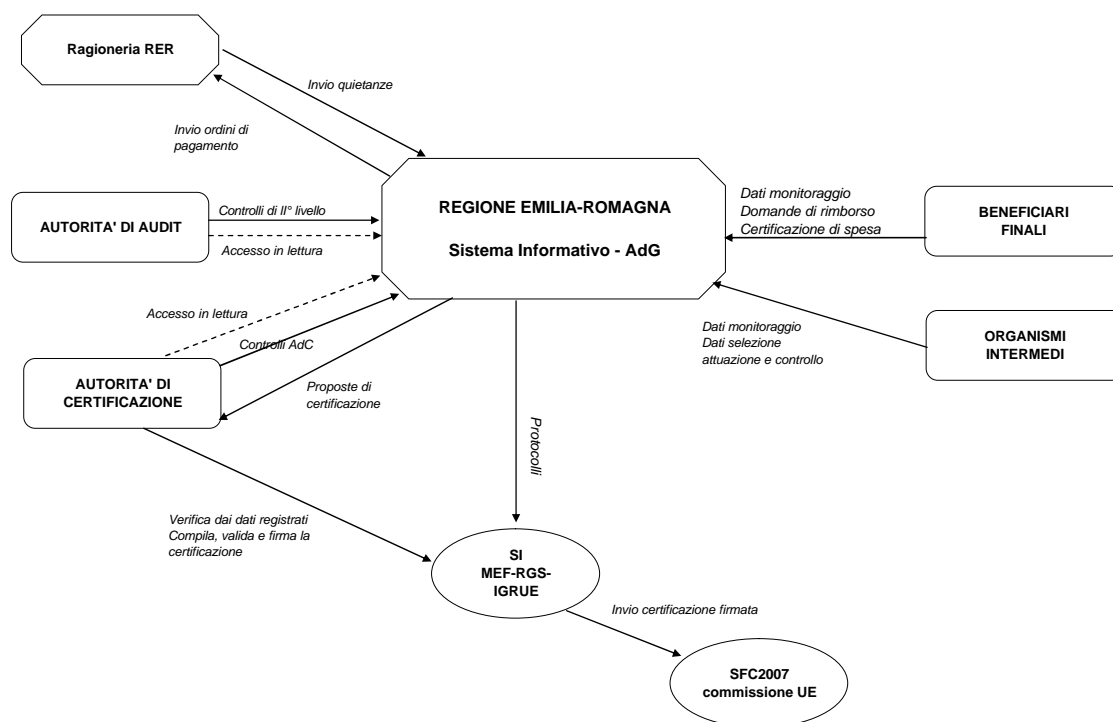 Ragioneria RER
Invio quietanze
Invio ordini di
pagamento
REGIONE EMILIA-ROMAGNA
Sistema Informativo - AdG
AUTORITA' DI AUDIT
Controlli di II° livello
Accesso in lettura
Dati monitoraggio
Domande di rimborso
Certificazione di spesa
BENEFICIARI
FINALI
Accesso in lettura
Controlli AdC
Dati monitoraggio
Dati selezione
attuazione e controllo
ORGANISMI
INTERMEDI
AUTORITA' DI
CERTIFICAZIONE
Proposte di
certificazione
Protocolli
Verifica dai dati registrati
Compila, valida e firma la
certificazione
SI
MEF-RGS-
IGRUE
Invio certificazione firmata
SFC2007
commissione UE